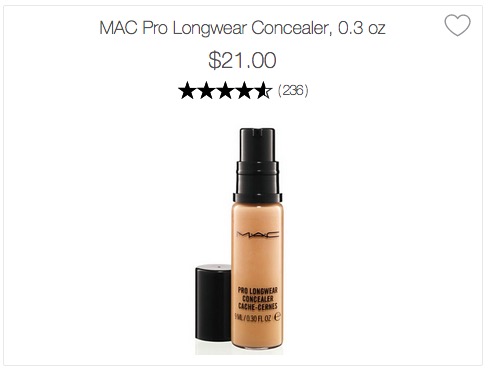 MAC Pro Longwear Concealer, 0.3 oz
$21.00
(236)
MAC
PRO LONGWEAR
CONCEALER
CACHE-CERNES
9 ML/0.30 FL OZ